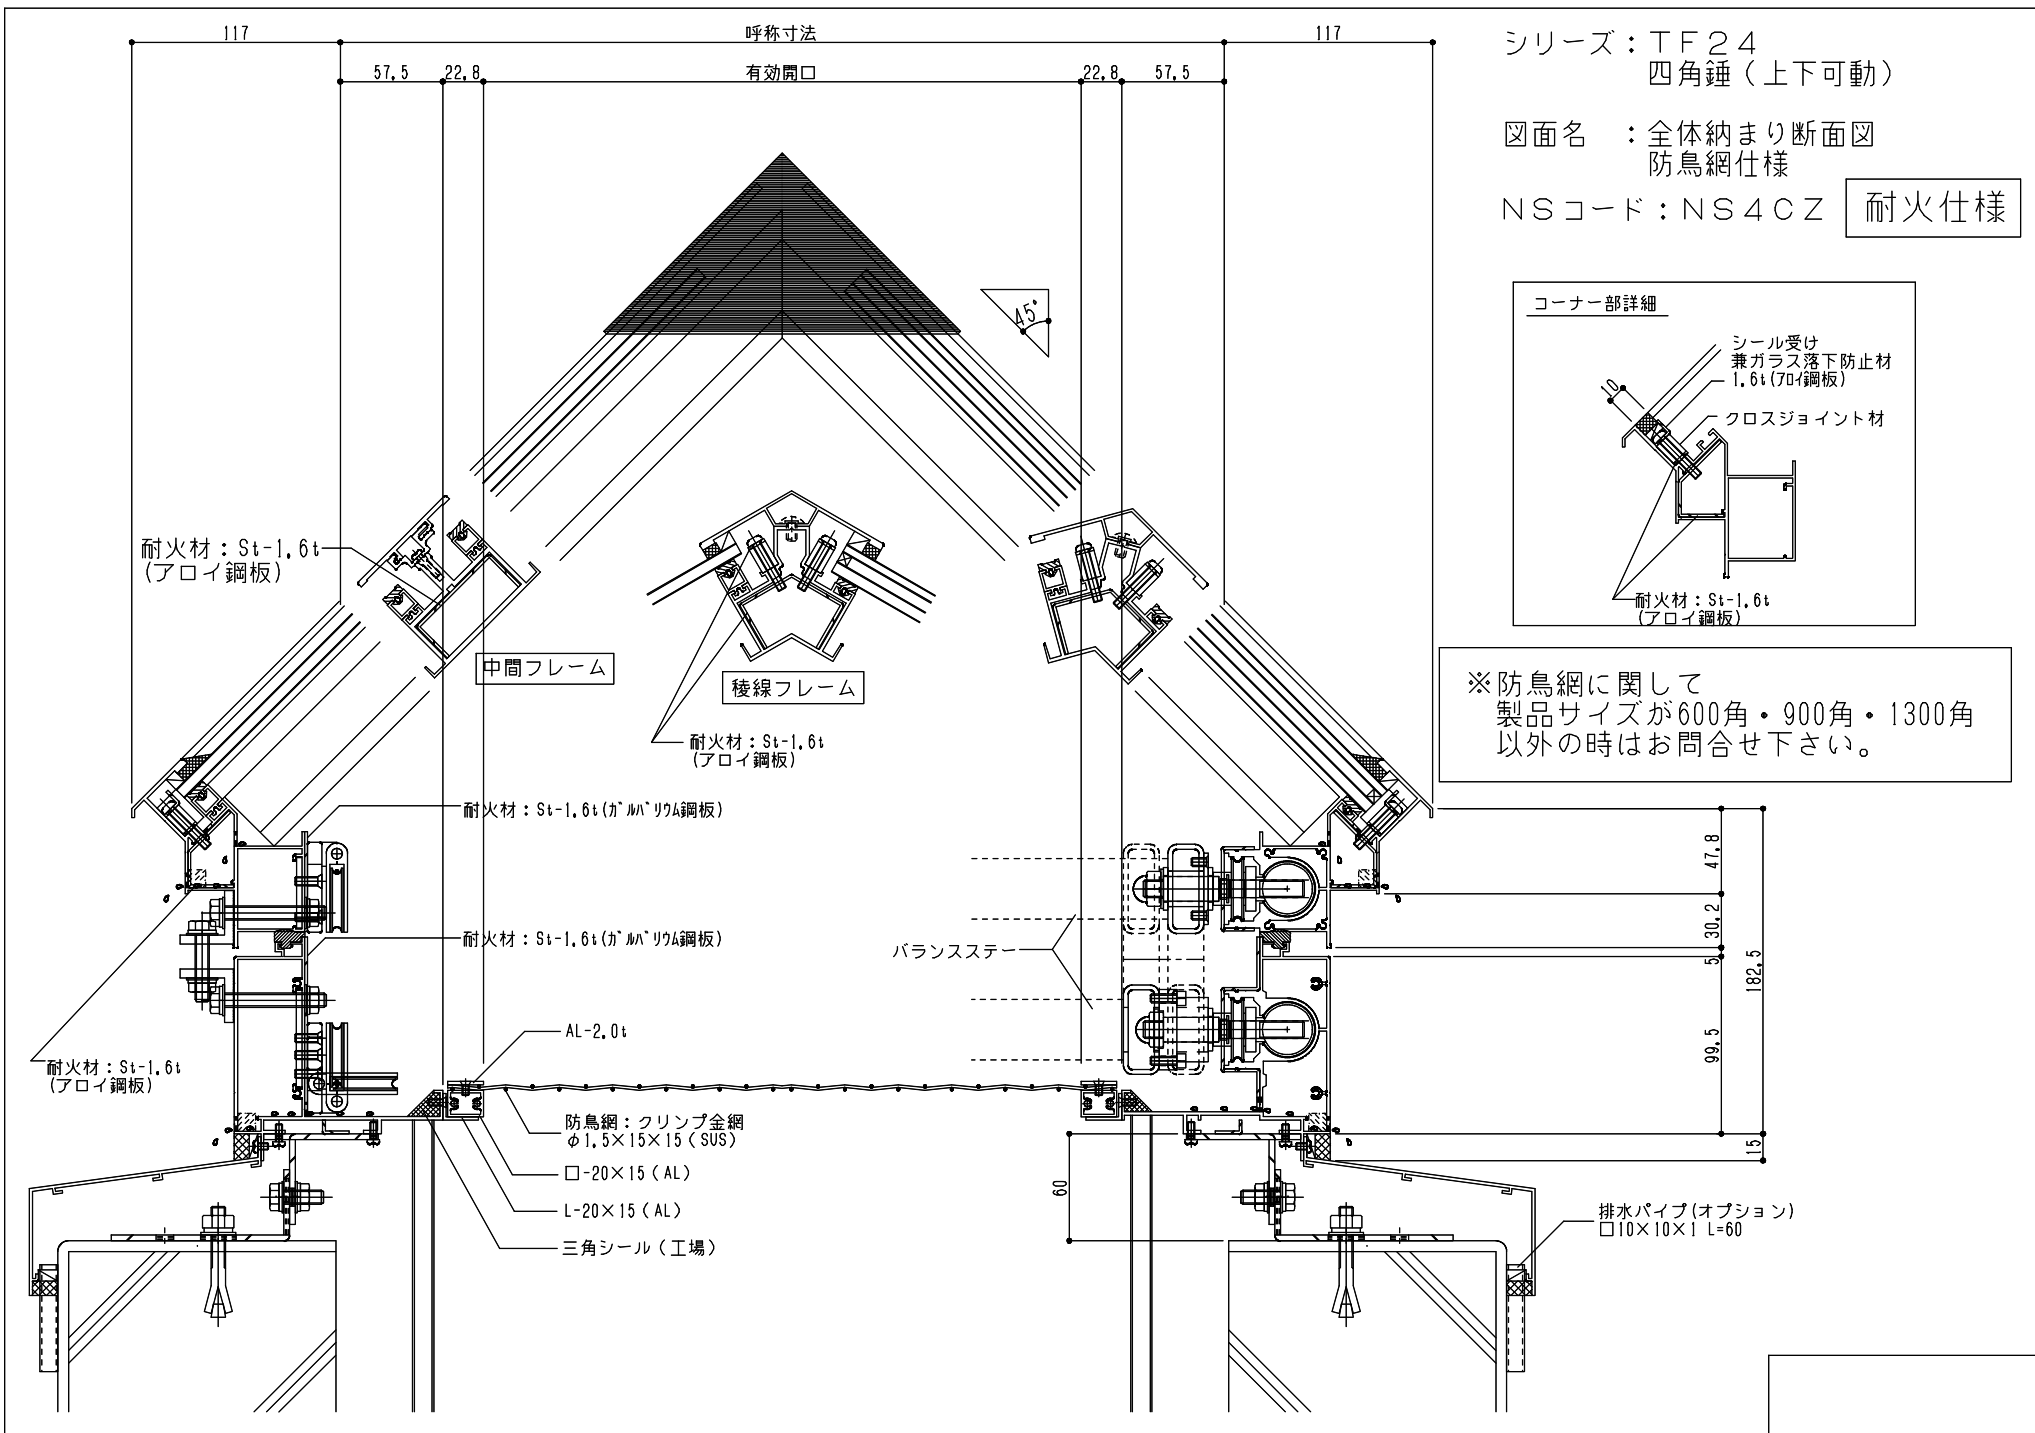 117
呼称寸法
117
57.5
22.8
有効開口
22.8
57.5
シリーズ：TF24
四角錘（上下可動）
図面名　：全体納まり断面図
防鳥網仕様
NSコード：NS4CZ
耐火仕様
45°
コーナー部詳細
シール受け
兼ガラス落下防止材
1.6t(ｱﾛｲ鋼板)
10
クロスジョイント材
耐火材：St-1.6t
(アロイ鋼板)
耐火材：St-1.6t
(アロイ鋼板)
中間フレーム
稜線フレーム
耐火材：St-1.6t
(アロイ鋼板)
※防鳥網に関して
製品サイズが600角・900角・1300角
以外の時はお問合せ下さい。
耐火材：St-1.6t(ｶﾞﾙﾊﾞﾘｳﾑ鋼板)
耐火材：St-1.6t(ｶﾞﾙﾊﾞﾘｳﾑ鋼板)
バランスステー
47.8
30.2
5
182.5
99.5
15
60
耐火材：St-1.6t
(アロイ鋼板)
AL-2.0t
防鳥網：クリンプ金網
φ1.5×15×15（SUS）
□-20×15（AL）
L-20×15（AL）
三角シール（工場）
排水パイプ(オプション)
□10×10×1 L=60